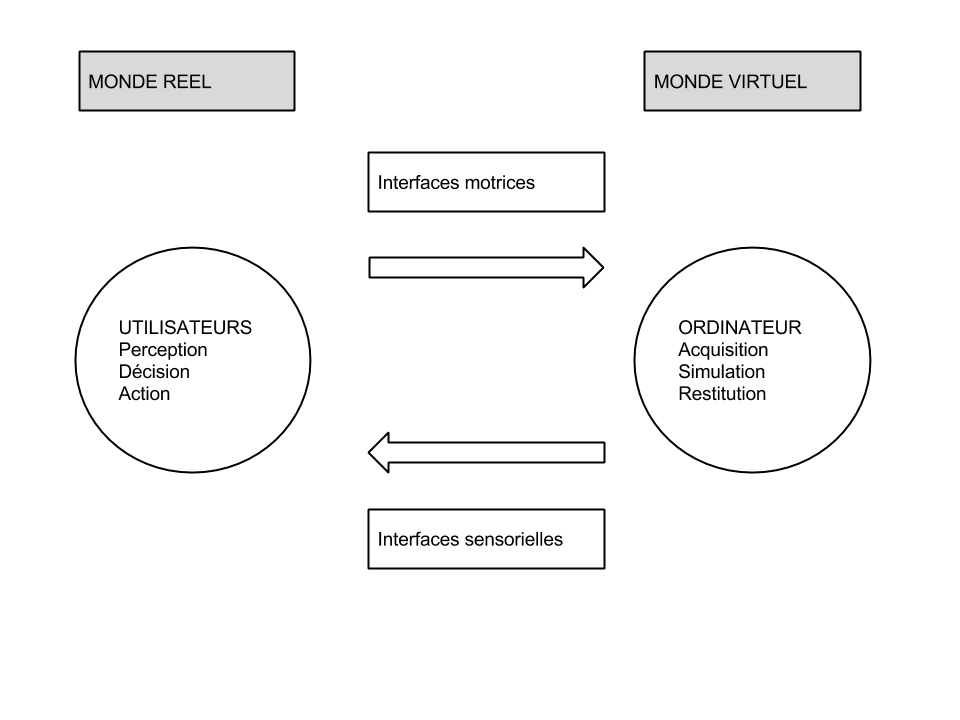 MONDE REEL
MONDE VIRTUEL
Interfaces motrices
UTILISATEURS
Perception
Décision
Action
ORDINATEUR
Acquisition
Simulation
Restitution
Interfaces sensorielles